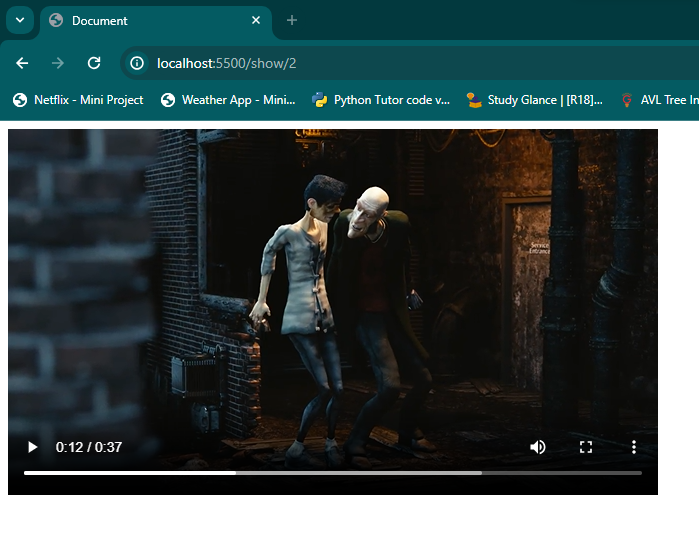 Document
localhost:5500/show/2
Netflix - Mini Project
Weather App - Mini...
Python Tutor code v...
Study Glance | [R18]...
AVL Tree In
Service
Entrance
0:12 / 0:37